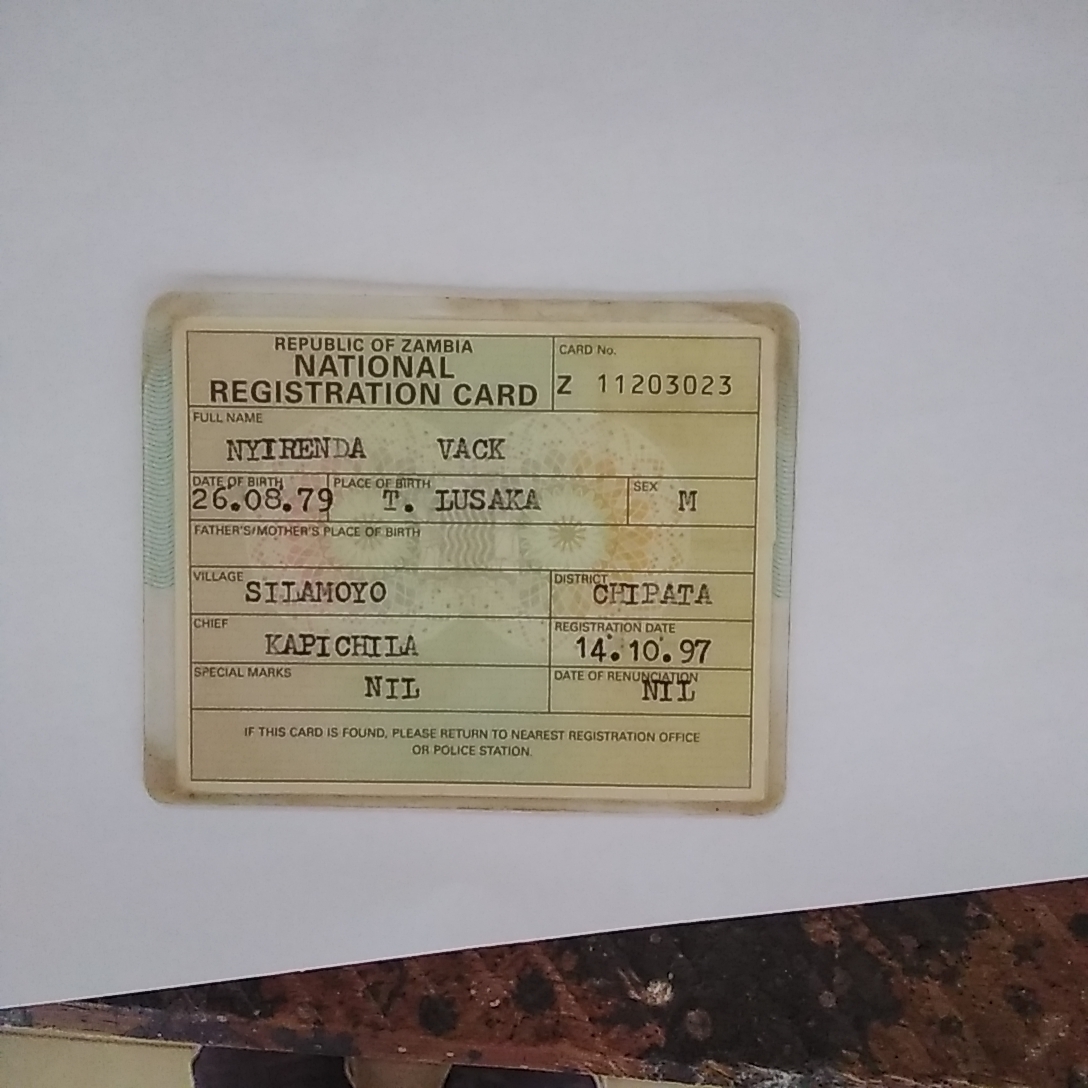 REPUBLIC OF ZAMBIA
NATIONAL
REGISTRATION CARD
CARD No.
Z 11203023
FULL NAME
NYIRENDA VACK
DATE OF BIRTH PLACE OF BIRTH SEX
26.08.79 T. LUSAKA M
FATHER'S/MOTHER'S PLACE OF BIRTH
VILLAGE DISTRICT
SILAMOYO CHIPATA
CHIEF REGISTRATION DATE
KAPICHILA 14.10.97
SPECIAL MARKS DATE OF RENUNCIATION
NIL NIL
IF THIS CARD IS FOUND, PLEASE RETURN TO NEAREST REGISTRATION OFFICE
OR POLICE STATION.